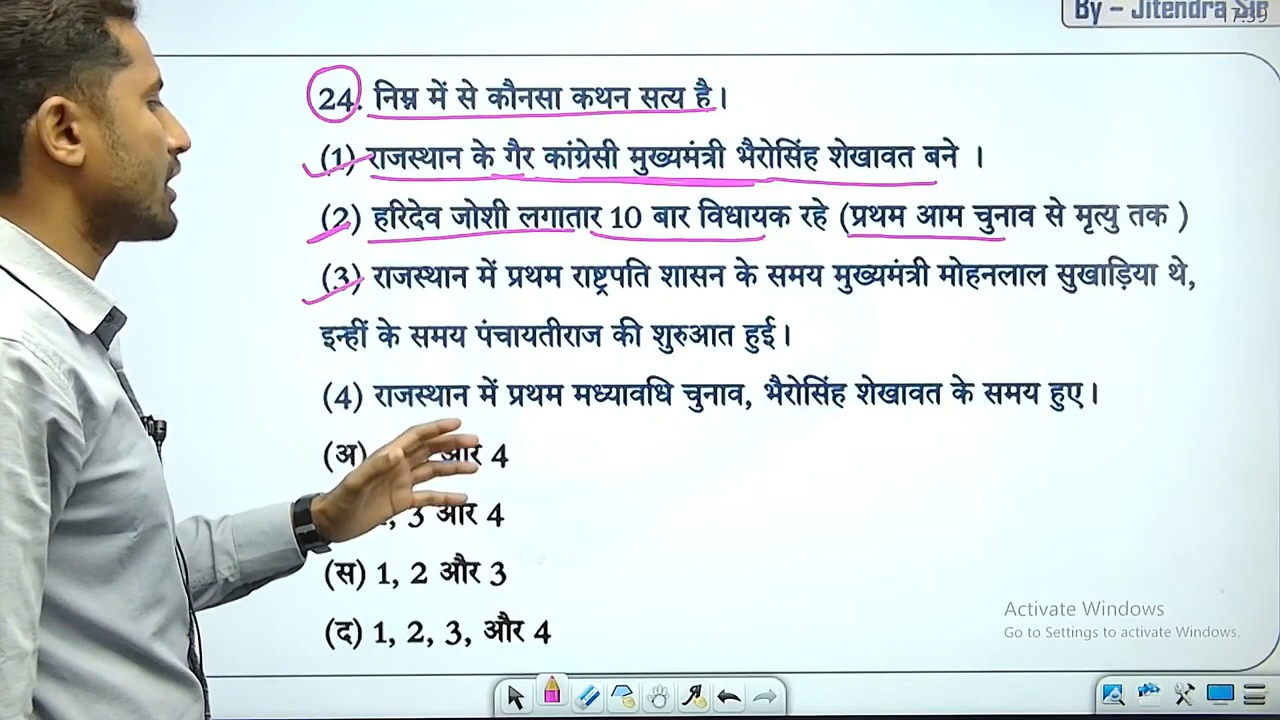 By – Jitendra Sir
24. निम्न में से कौनसा कथन सत्य है।
(1) राजस्थान के गैर कांग्रेसी मुख्यमंत्री भैरोसिंह शेखावत बने ।
(2) हरिदेव जोशी लगातार 10 बार विधायक रहे (प्रथम आम चुनाव से मृत्यु तक )
(3) राजस्थान में प्रथम राष्ट्रपति शासन के समय मुख्यमंत्री मोहनलाल सुखाड़िया थे,
इन्हीं के समय पंचायतीराज की शुरुआत हुई।
(4) राजस्थान में प्रथम मध्यावधि चुनाव, भैरोसिंह शेखावत के समय हुए।
(अ) और 4
3 और 4
(स) 1, 2 और 3
(द) 1, 2, 3, और 4
Activate Windows
Go to Settings to activate Windows.